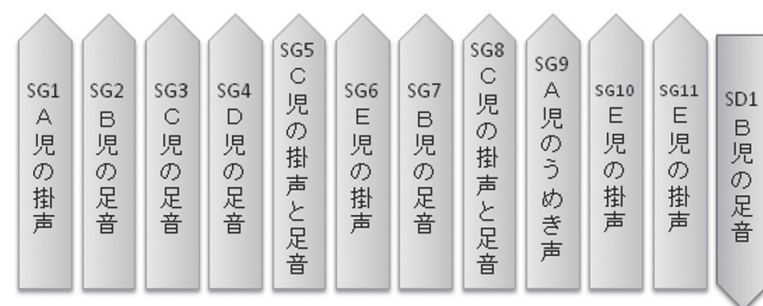 SG1 A児の掛声
SG2 B児の足音
SG3 C児の足音
SG4 D児の足音
SG5 C児の掛声と足音
SG6 E児の掛声
SG7 B児の足音
SG8 C児の掛声と足音
SG9 A児のうめき声
SG10 E児の掛声
SG11 E児の掛声
SD1 B児の足音